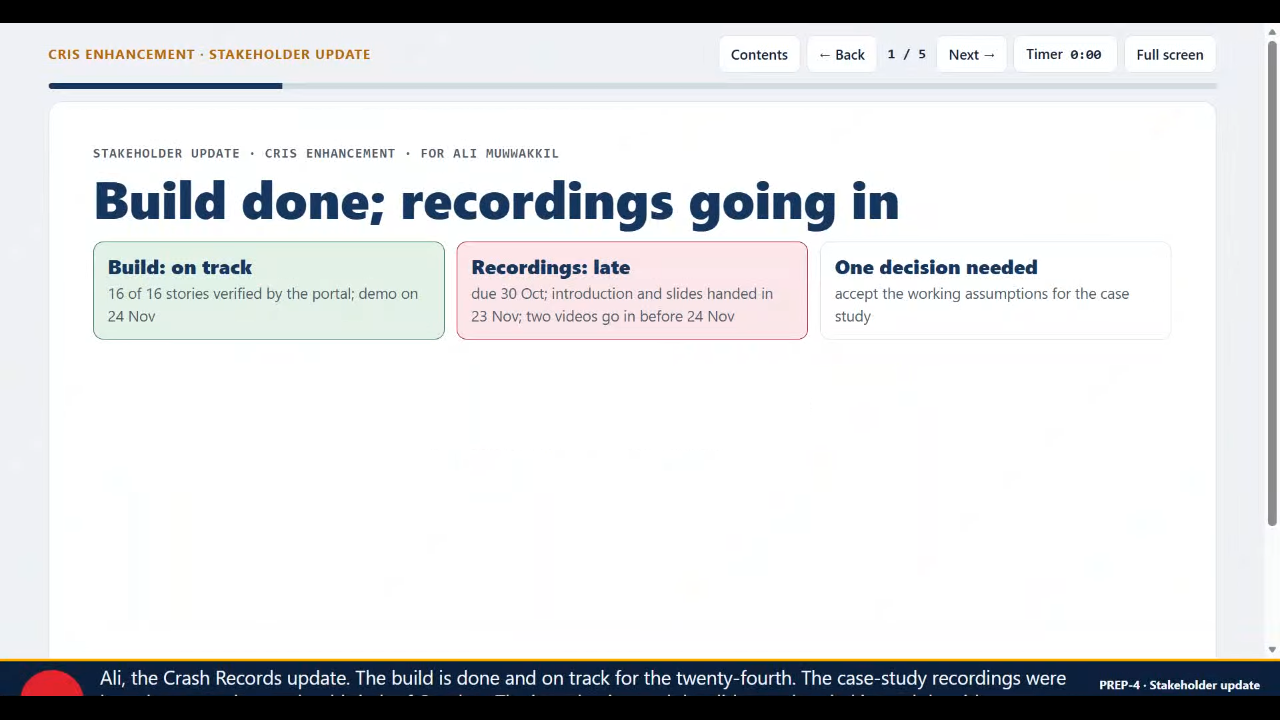 CRIS ENHANCEMENT · STAKEHOLDER UPDATE
Contents
← Back
1 / 5
Next →
Timer 0:00
Full screen
STAKEHOLDER UPDATE · CRIS ENHANCEMENT · FOR ALI MUWWAKKIL
Build done; recordings going in
Build: on track
16 of 16 stories verified by the portal; demo on
24 Nov
Recordings: late
due 30 Oct; introduction and slides handed in
23 Nov; two videos go in before 24 Nov
One decision needed
accept the working assumptions for the case
study
Ali, the Crash Records update. The build is done and on track for the twenty-fourth. The case-study recordings were
PREP-4 · Stakeholder update